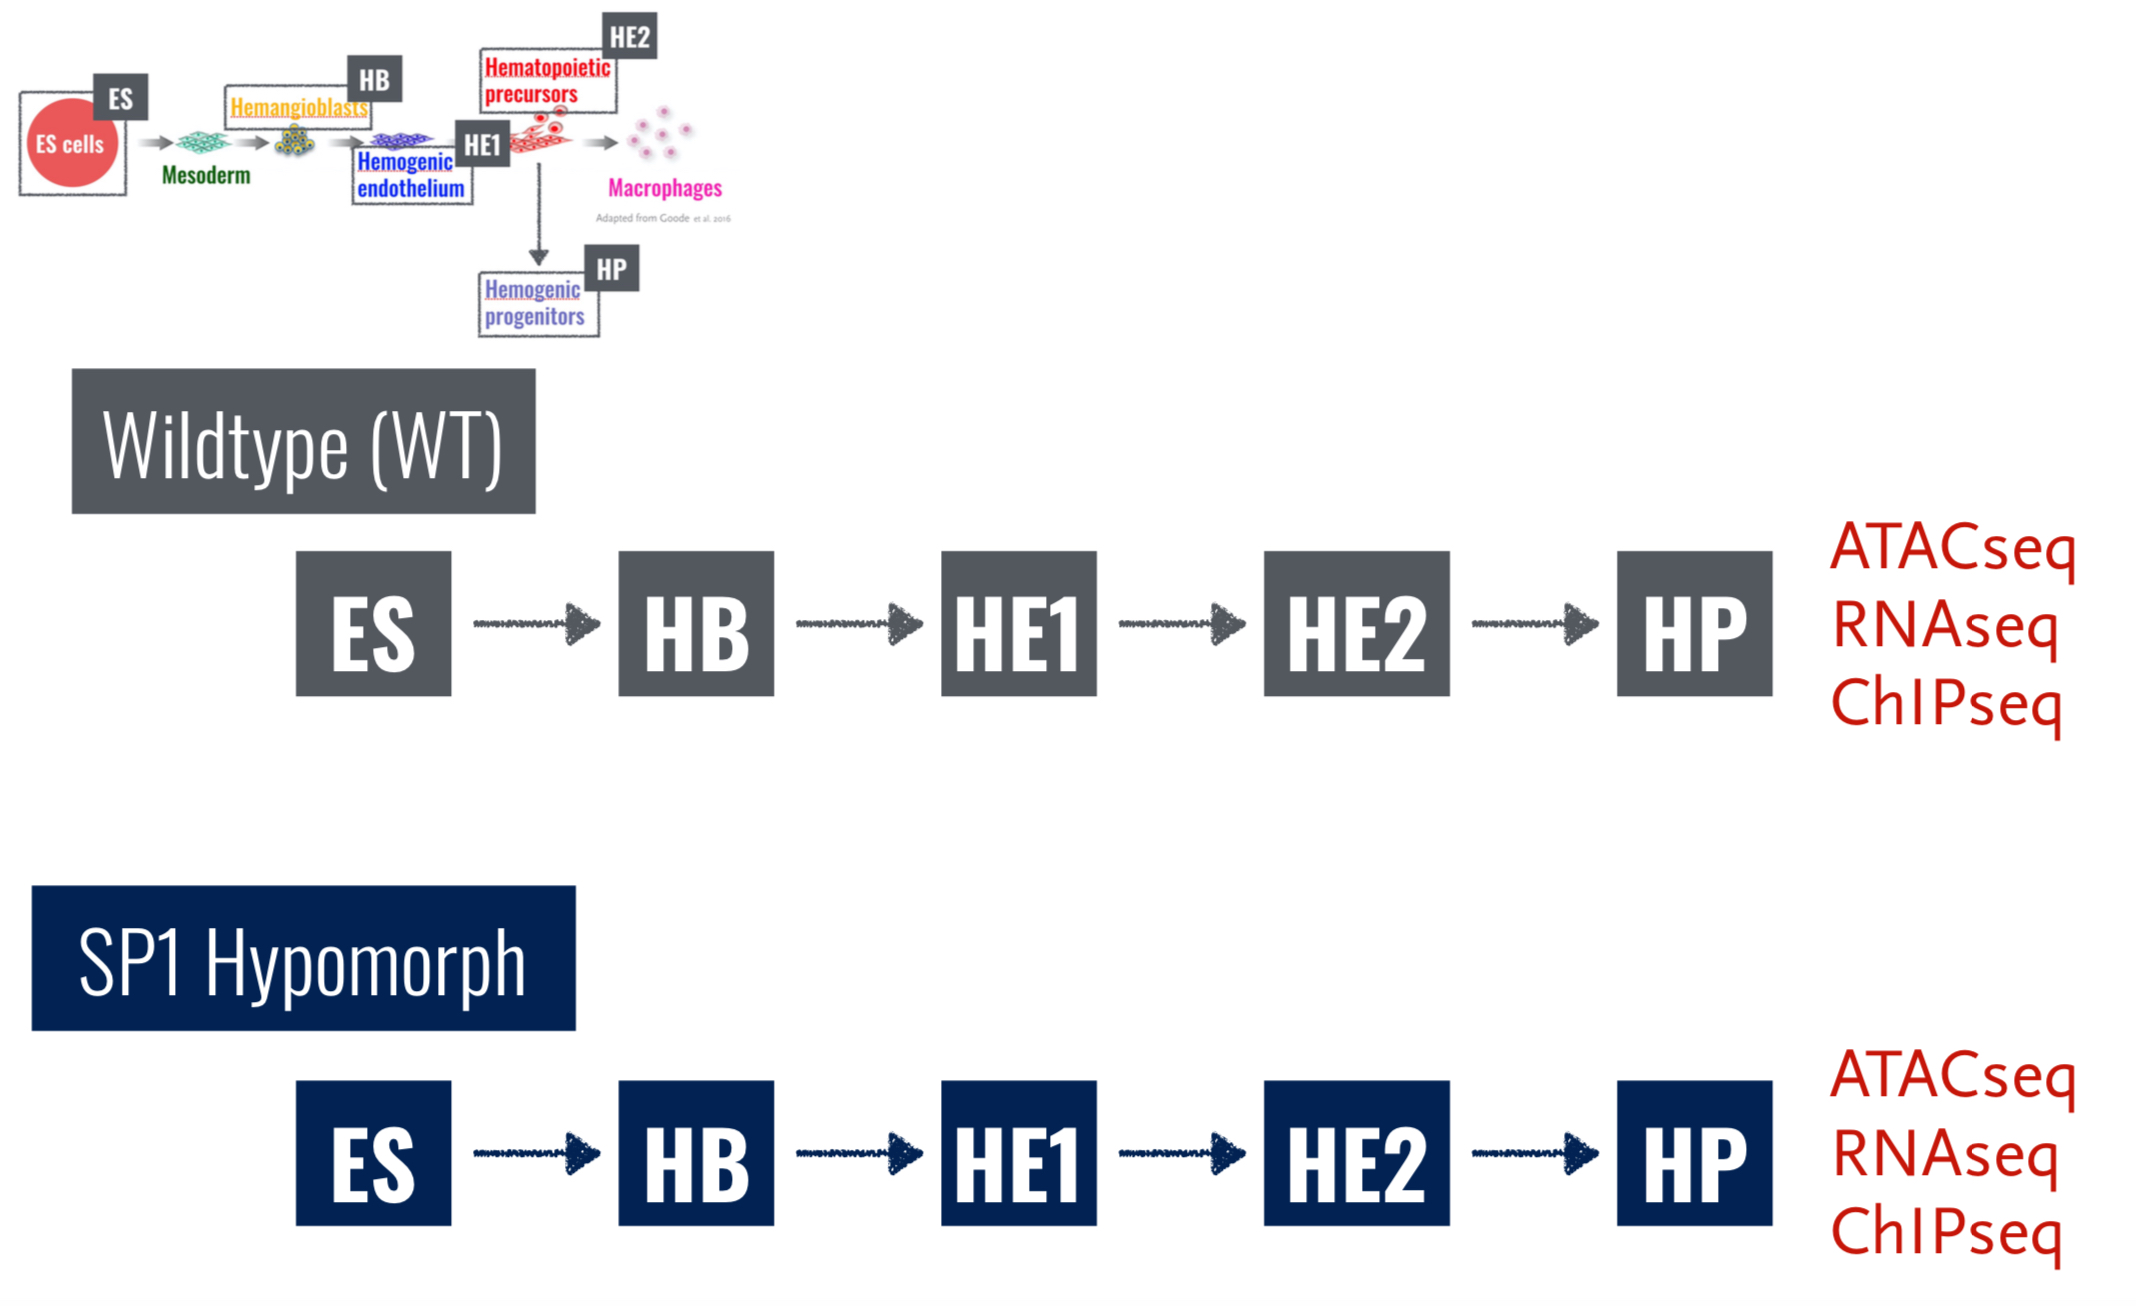 HE2
Hematopoietic
precursors
HB
Hemangioblasts
ES
ES cells
Mesoderm
HE1
Hemogenic
endothelium
Macrophages
Adapted from Goode et al. 2016
HP
Hemogenic
progenitors
Wildtype (WT)
ES
HB
HE1
HE2
HP
ATACseq
RNAseq
ChIPseq
SP1 Hypomorph
ES
HB
HE1
HE2
HP
ATACseq
RNAseq
ChIPseq